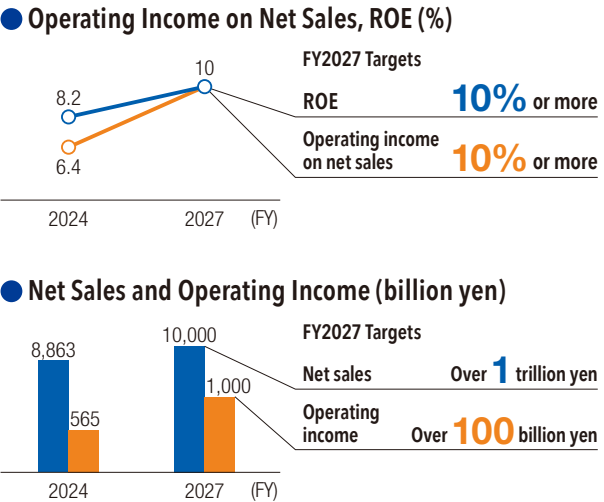 Operating Income on Net Sales, ROE (%)
10
8.2
6.4
2024 2027 (FY)
FY2027 Targets
ROE 10% or more
Operating income
on net sales 10% or more
Net Sales and Operating Income (billion yen)
10,000
8,863
1,000
565
2024 2027 (FY)
FY2027 Targets
Net sales Over 1 trillion yen
Operating
income Over 100 billion yen